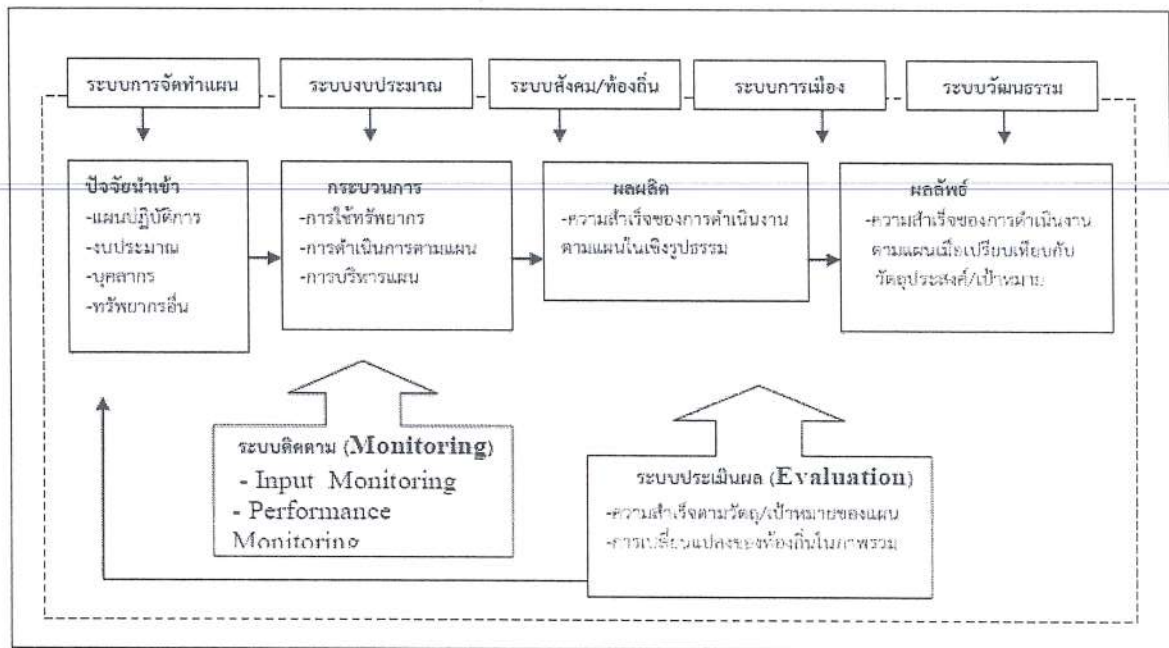 ระบบการจัดทำแผน
ระบบงบประมาณ
ระบบสังคม/ท้องถิ่น
ระบบการเมือง
ระบบวัฒนธรรม
ปัจจัยนำเข้า
-แผนปฏิบัติการ
-งบประมาณ
-บุคลากร
-ทรัพยากรอื่น
กระบวนการ
-การใช้ทรัพยากร
-การดำเนินการตามแผน
-การบริหารแผน
ผลผลิต
-ความสำเร็จของการดำเนินงาน
ตามแผนในเชิงรูปธรรม
ผลลัพธ์
-ความสำเร็จของการดำเนินงาน
ตามแผนเมื่อเปรียบเทียบกับ
วัตถุประสงค์/เป้าหมาย
ระบบติดตาม (Monitoring)
- Input Monitoring
- Performance
Monitoring
ระบบประเมินผล (Evaluation)
-ความสำเร็จตามวัตถุ/เป้าหมายของแผน
-การเปลี่ยนแปลงของท้องถิ่นในภาพรวม